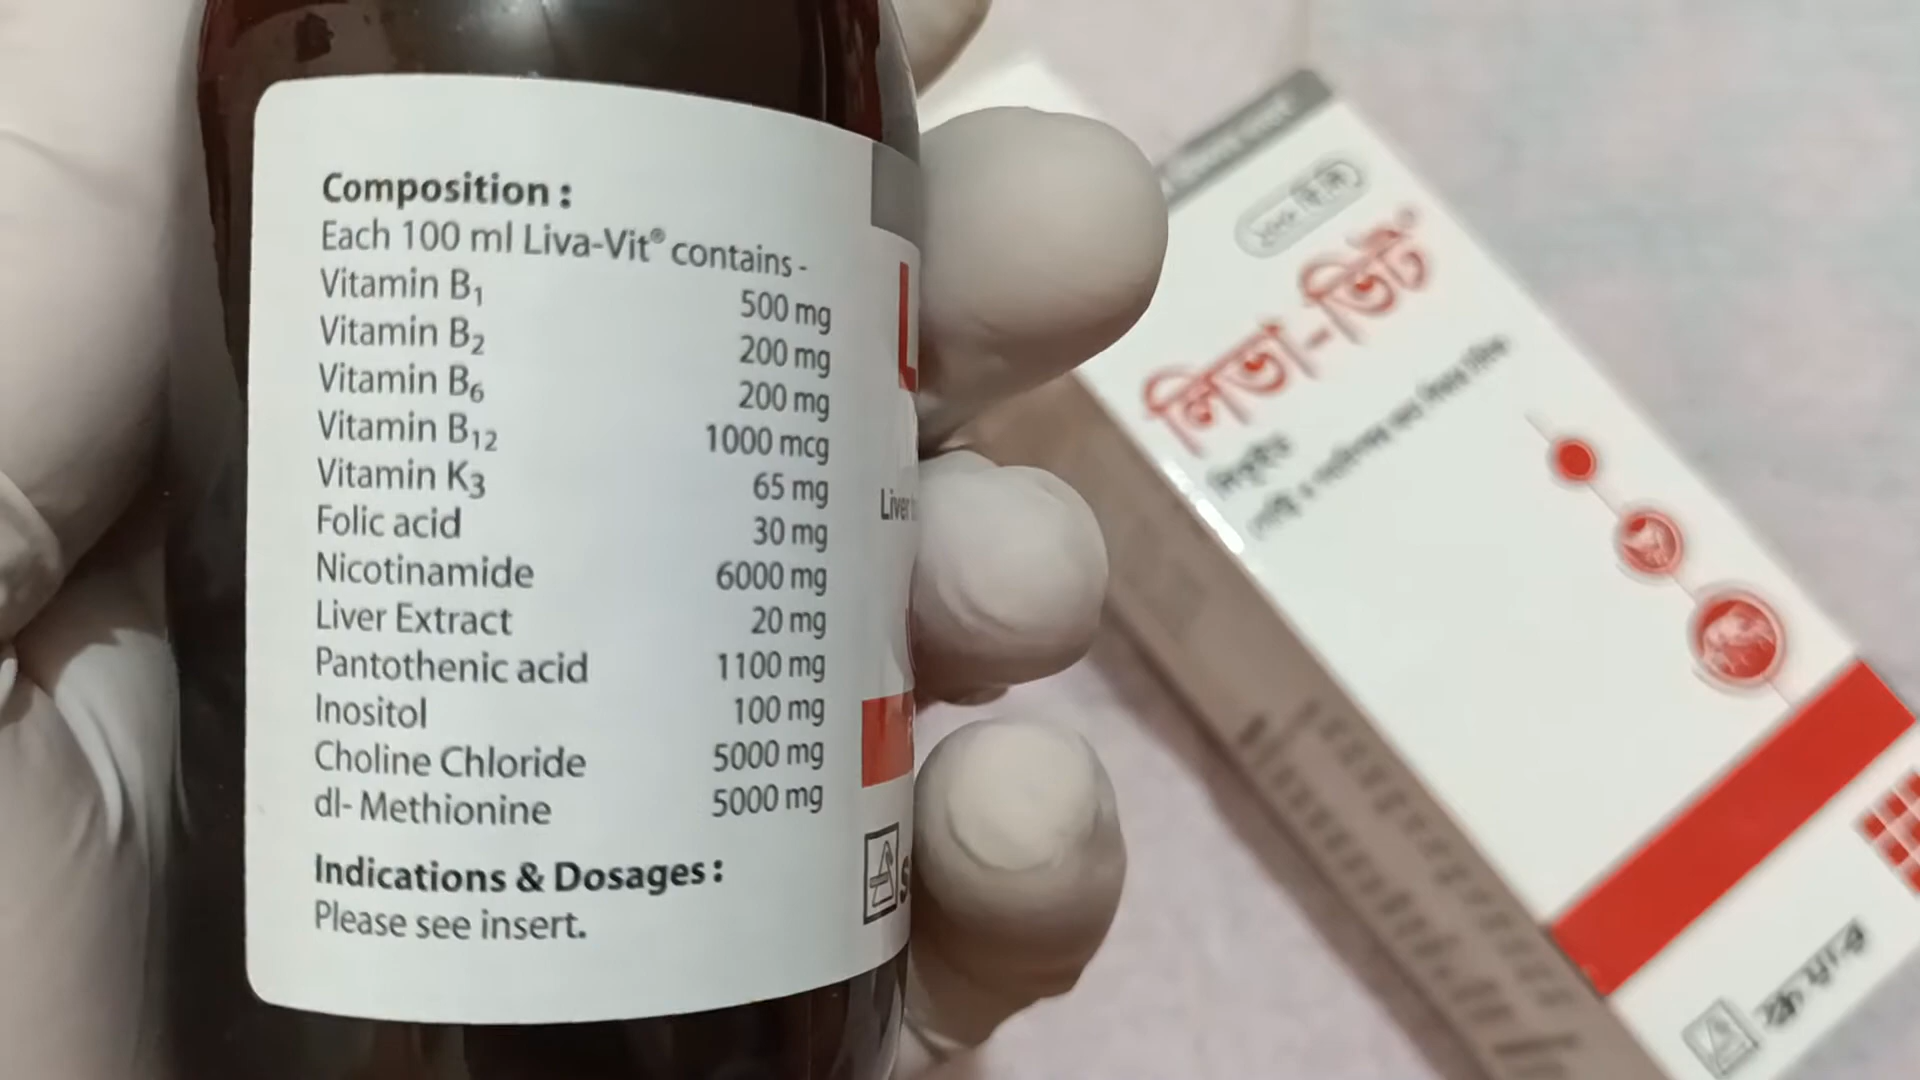 Composition :
Each 100 ml Liva-Vit® contains -
Vitamin B₁ 500 mg
Vitamin B₂ 200 mg
Vitamin B₆ 200 mg
Vitamin B₁₂ 1000 mcg
Vitamin K₃ 65 mg
Folic acid 30 mg
Nicotinamide 6000 mg
Liver Extract 20 mg
Pantothenic acid 1100 mg
Inositol 100 mg
Choline Chloride 5000 mg
dl- Methionine 5000 mg
Indications & Dosages :
Please see insert.
L
Liver
১০০ মি.লি.
লিভা-ভিট
স্কয়ার